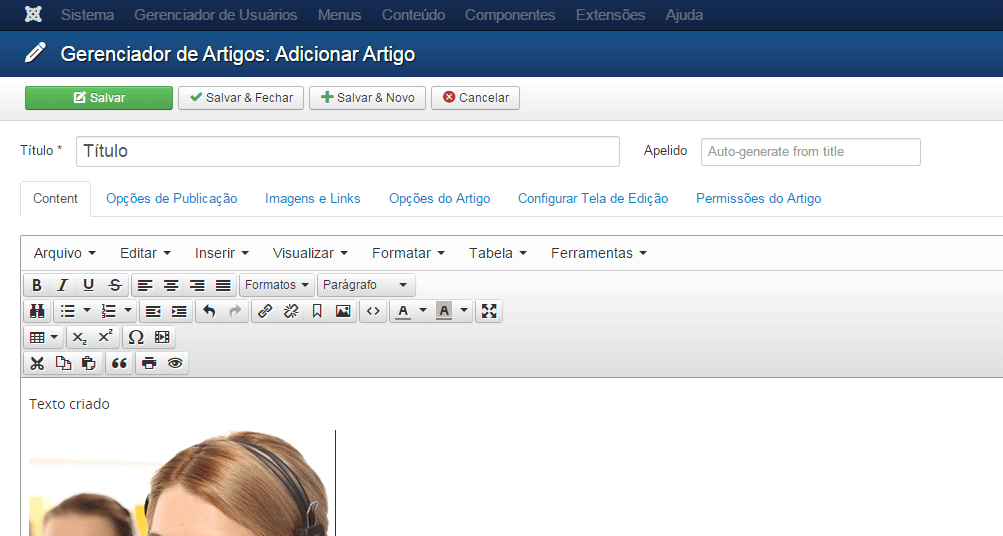 Sistema Gerenciador de Usuários Menus Conteúdo Componentes Extensões Ajuda
Gerenciador de Artigos: Adicionar Artigo
Salvar Salvar & Fechar Salvar & Novo Cancelar
Título * Título Apelido Auto-generate from title
Content Opções de Publicação Imagens e Links Opções do Artigo Configurar Tela de Edição Permissões do Artigo
Arquivo Editar Inserir Visualizar Formatar Tabela Ferramentas
B I U S Formatos Parágrafo
A A
x₂ x² Ω
Texto criado